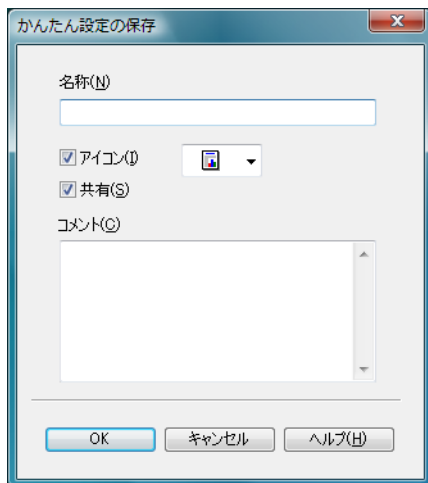 かんたん設定の保存
名称(N)
アイコン(I)
共有(S)
コメント(C)
OK キャンセル ヘルプ(H)